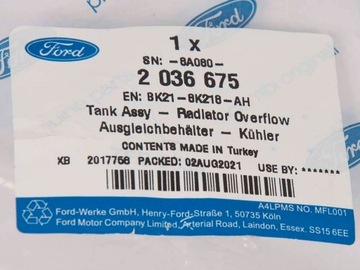 Ford
1 x
SN: -8A080-
2 036 675
EN: BK21-8K218-AH
Tank Assy - Radiator Overflow
Ausgleichbehälter - Kühler
CONTENTS MADE IN Turkey
XB 2017756 PACKED: 02AUG2021 USE BY: *******
A4LPMS NO. MFL001
Ford-Werke GmbH, Henry-Ford-Straße 1, 50735 Köln
Ford Motor Company Limited, Arterial Road, Laindon, Essex. SS15 6EE